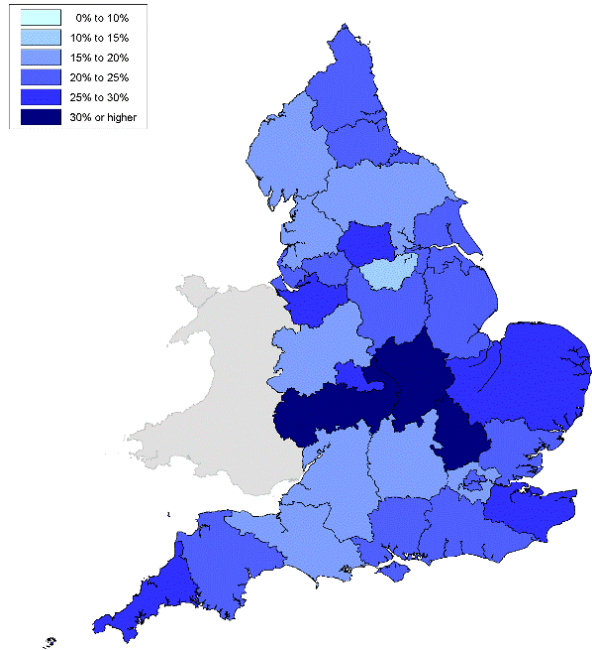 0% to 10%
10% to 15%
15% to 20%
20% to 25%
25% to 30%
30% or higher